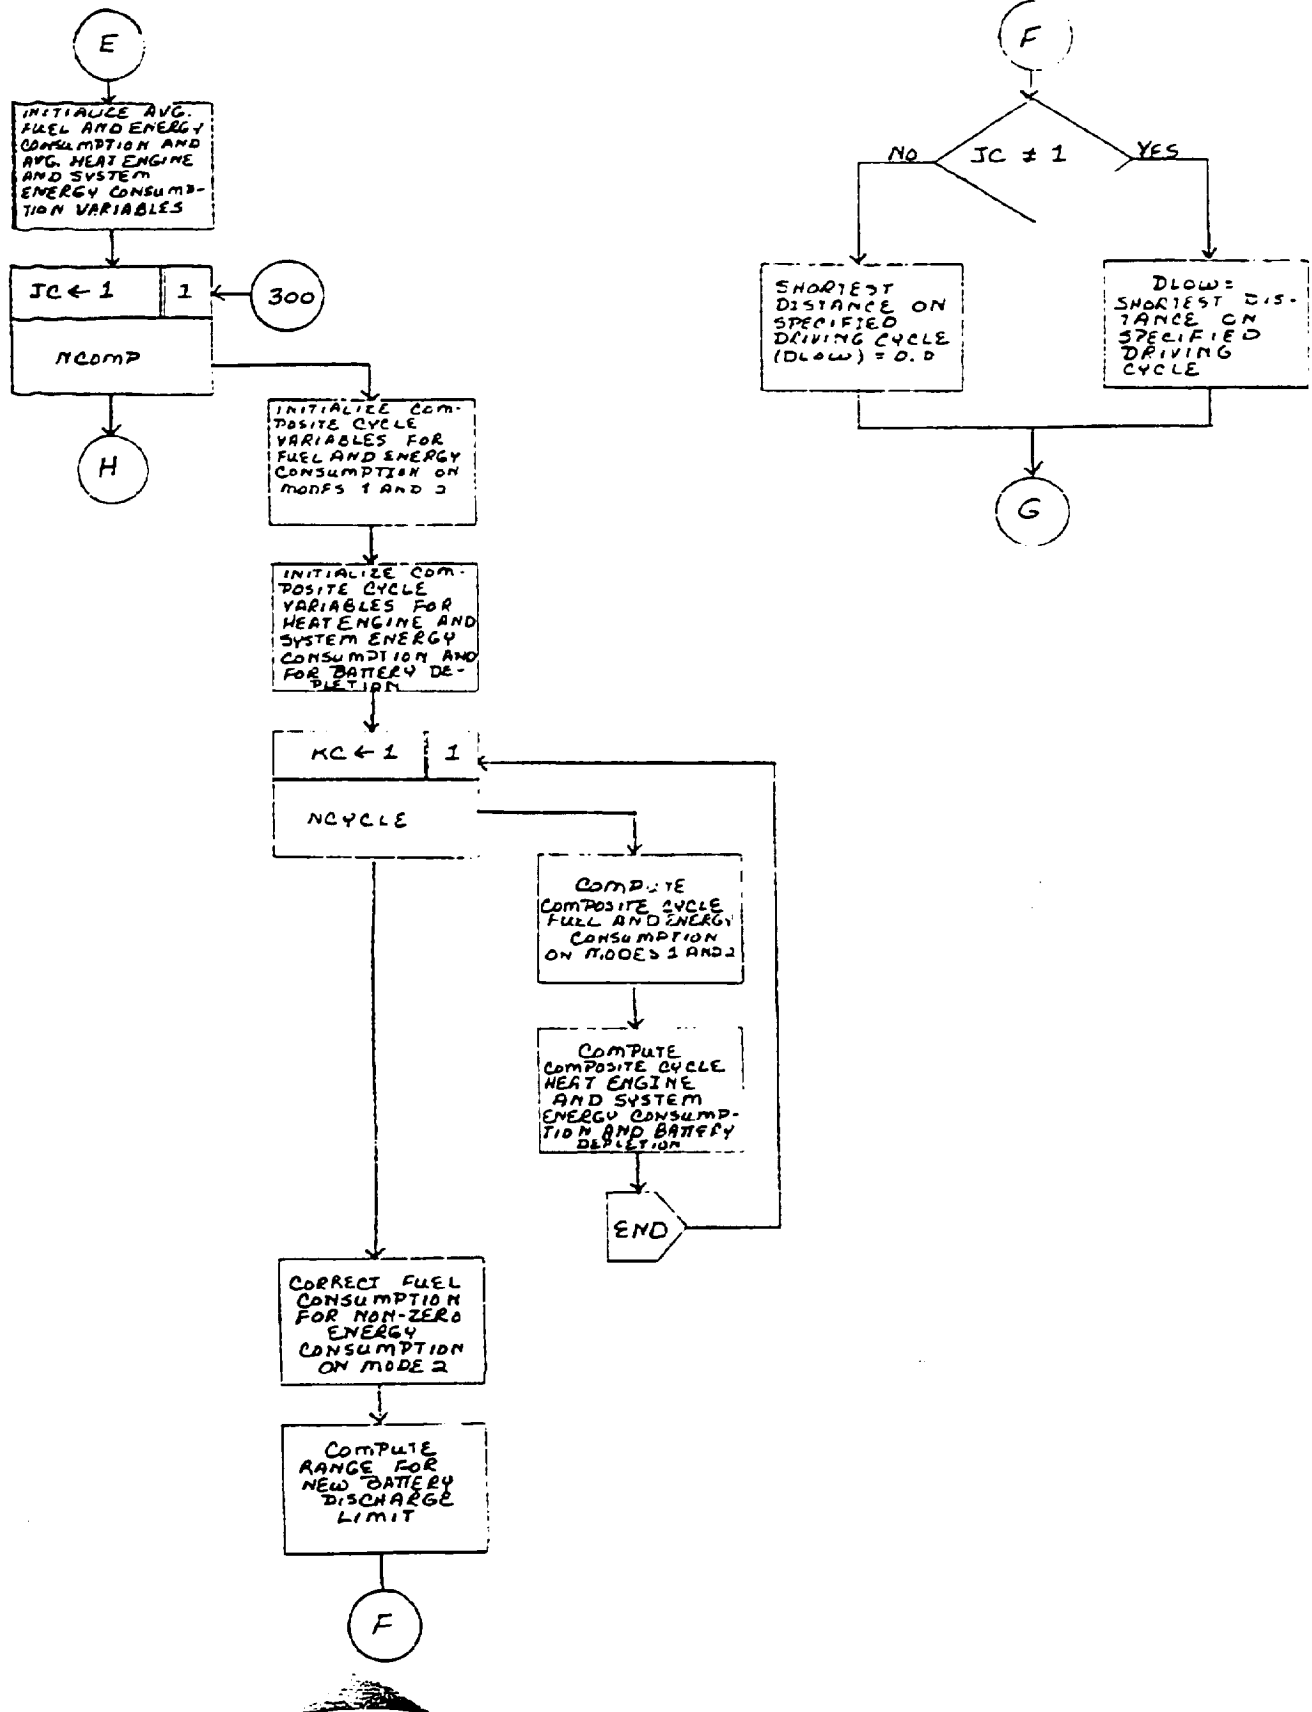 E
INITIALIZE AVG.
FUEL AND ENERGY
CONSUMPTION AND
AVG. HEAT ENGINE
AND SYSTEM
ENERGY CONSUMP-
TION VARIABLES
JC ← 1 1
300
NCOMP
H
INITIALIZE COM-
POSITE CYCLE
VARIABLES FOR
FUEL AND ENERGY
CONSUMPTION ON
MODES 1 AND 2
INITIALIZE COM-
POSITE CYCLE
VARIABLES FOR
HEAT ENGINE AND
SYSTEM ENERGY
CONSUMPTION AND
FOR BATTERY DE-
PLETION
KC ← 1 1
NCYCLE
COMPUTE
COMPOSITE CYCLE
FUEL AND ENERGY
CONSUMPTION
ON MODES 1 AND 2
COMPUTE
COMPOSITE CYCLE
HEAT ENGINE
AND SYSTEM
ENERGY CONSUMP-
TION AND BATTERY
DEPLETION
END
CORRECT FUEL
CONSUMPTION
FOR NON-ZERO
ENERGY
CONSUMPTION
ON MODE 2
COMPUTE
RANGE FOR
NEW BATTERY
DISCHARGE
LIMIT
F
F
JC ≠ 1
NO
YES
SHORTEST
DISTANCE ON
SPECIFIED
DRIVING CYCLE
(DLOW) = 0.0
DLOW=
SHORTEST DIS-
TANCE ON
SPECIFIED
DRIVING
CYCLE
G